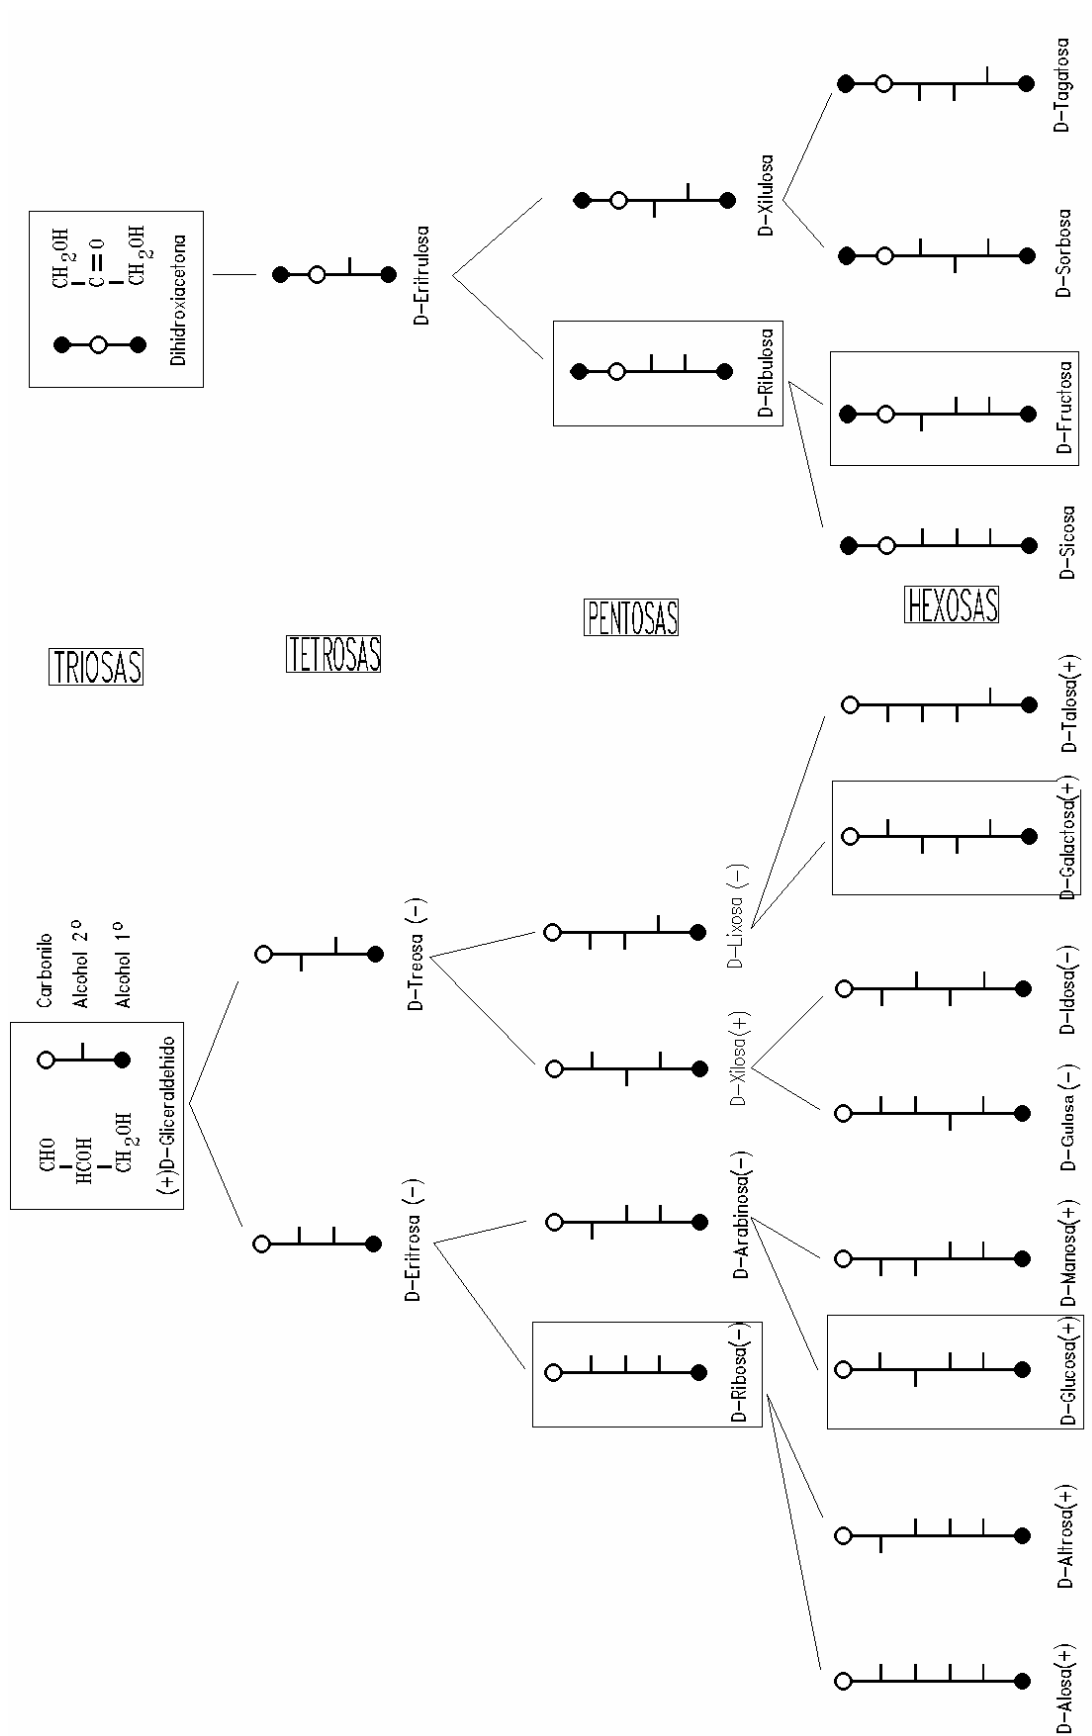 CHO
HCOH
CH2OH
(+)D-Gliceraldehido
Carbonilo
Alcohol 2º
Alcohol 1º
TRIOSAS
CH2OH
C=O
CH2OH
Dihidroxiacetona
D-Eritrosa (-)
D-Treosa (-)
TETROSAS
D-Eritrulosa
D-Ribosa(-)
D-Arabinosa(-)
D-Xilosa(+)
D-Lixosa (-)
PENTOSAS
D-Ribulosa
D-Xilulosa
D-Alosa(+)
D-Altrosa(+)
D-Glucosa(+)
D-Manosa(+)
D-Gulosa (-)
D-Idosa(-)
D-Galactosa(+)
D-Talosa(+)
HEXOSAS
D-Sicosa
D-Fructosa
D-Sorbosa
D-Tagatosa